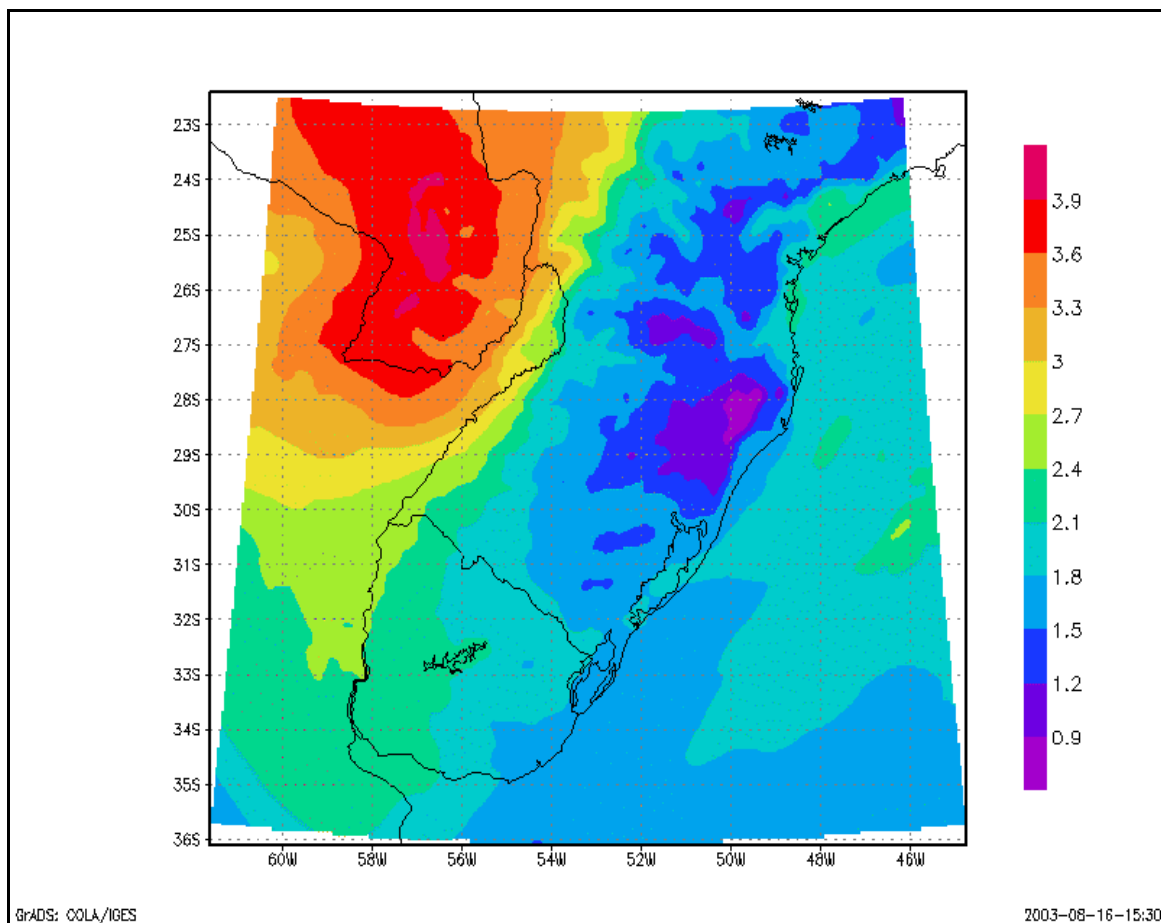 23S
24S
25S
26S
27S
28S
29S
30S
31S
32S
33S
34S
35S
36S
60W 58W 56W 54W 52W 50W 48W 46W
3.9
3.6
3.3
3
2.7
2.4
2.1
1.8
1.5
1.2
0.9
GrADS: COLA/IGES
2003-08-16-15:30